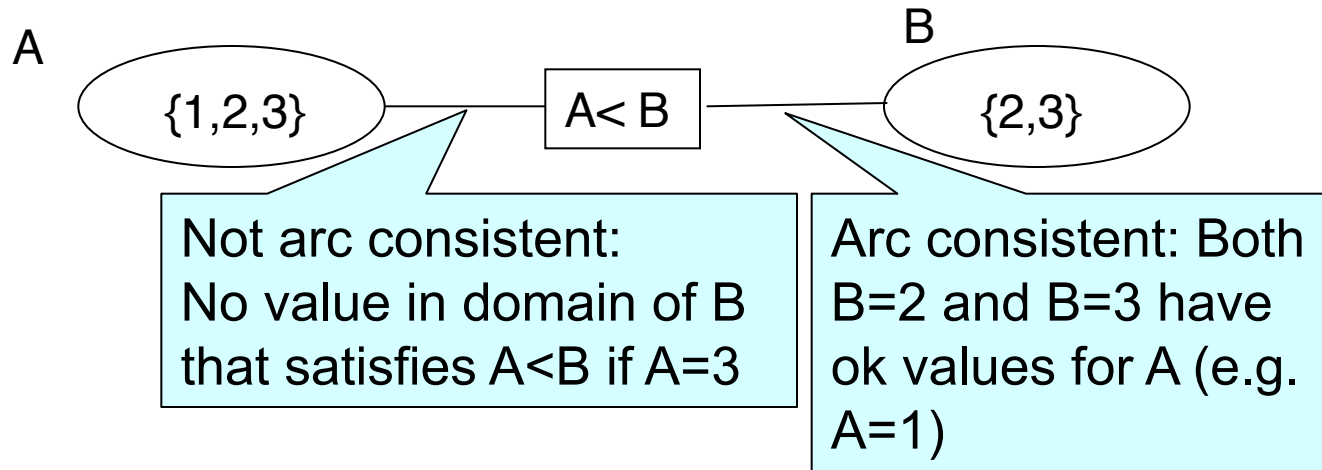 A
B
{1,2,3}
A< B
{2,3}
Not arc consistent:
No value in domain of B
that satisfies A<B if A=3
Arc consistent: Both
B=2 and B=3 have
ok values for A (e.g.
A=1)